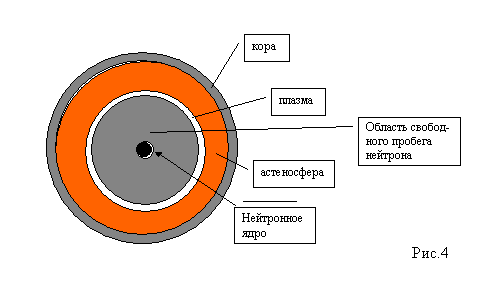 кора
плазма
Область свобод-
ного пробега
нейтрона
астеносфера
Нейтронное
ядро
Рис.4